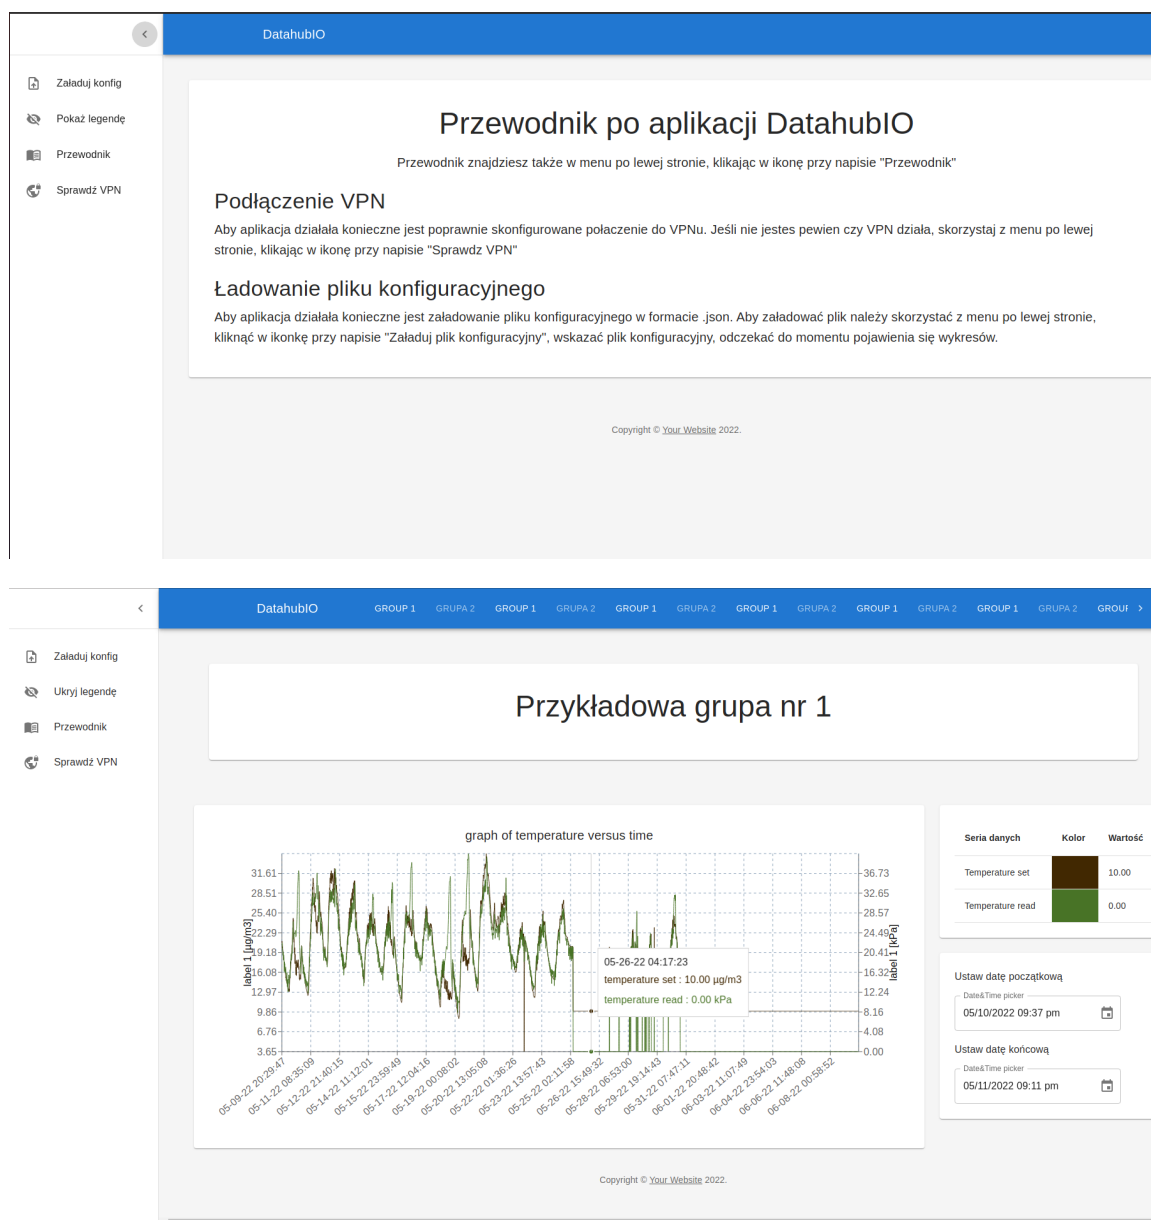 DatahubIO
Załaduj konfig
Pokaż legendę
Przewodnik
Sprawdź VPN
Przewodnik po aplikacji DatahubIO
Przewodnik znajdziesz także w menu po lewej stronie, klikając w ikonę przy napisie "Przewodnik"
Podłączenie VPN
Aby aplikacja działała konieczne jest poprawnie skonfigurowane połaczenie do VPNu. Jeśli nie jestes pewien czy VPN działa, skorzystaj z menu po lewej
stronie, klikając w ikonę przy napisie "Sprawdz VPN"
Ładowanie pliku konfiguracyjnego
Aby aplikacja działała konieczne jest załadowanie pliku konfiguracyjnego w formacie .json. Aby załadować plik należy skorzystać z menu po lewej stronie,
kliknąć w ikonkę przy napisie "Załaduj plik konfiguracyjny", wskazać plik konfiguracyjny, odczekać do momentu pojawienia się wykresów.
Copyright © Your Website 2022.
DatahubIO GROUP 1 GRUPA 2 GROUP 1 GRUPA 2 GROUP 1 GRUPA 2 GROUP 1 GRUPA 2 GROUP 1 GRUPA 2 GROUP 1 GRUPA 2 GROUP
Załaduj konfig
Ukryj legendę
Przewodnik
Sprawdź VPN
Przykładowa grupa nr 1
graph of temperature versus time
label 1 [µg/m3]
31.61
28.51
25.40
22.29
19.18
16.08
12.97
9.86
6.76
3.65
36.73
32.65
28.57
24.49
20.41
16.32
12.24
8.16
4.08
0.00
label 1 [kPa]
05-26-22 04:17:23
temperature set : 10.00 µg/m3
temperature read : 0.00 kPa
05-09-22 20:29:47
05-11-22 08:35:09
05-12-22 21:40:15
05-14-22 11:12:01
05-15-22 23:59:49
05-17-22 12:04:16
05-19-22 00:08:02
05-20-22 13:05:08
05-22-22 01:36:26
05-23-22 13:57:43
05-25-22 02:11:58
05-26-22 15:49:32
05-28-22 06:53:00
05-29-22 19:14:43
05-31-22 07:47:11
06-01-22 20:48:42
06-03-22 11:07:49
06-04-22 23:54:03
06-06-22 11:48:08
06-08-22 00:58:52
Seria danych Kolor Wartość
Temperature set 10.00
Temperature read 0.00
Ustaw datę początkową
Date&Time picker
05/10/2022 09:37 pm
Ustaw datę końcową
Date&Time picker
05/11/2022 09:11 pm
Copyright © Your Website 2022.